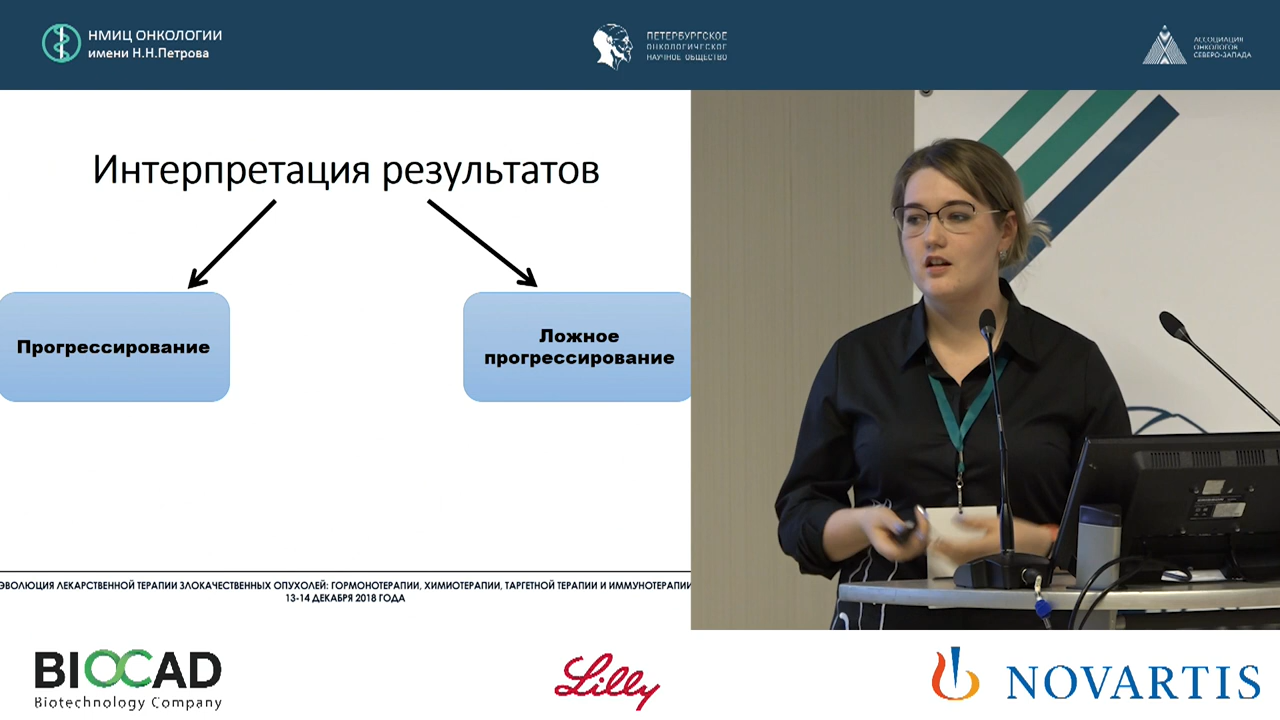 НМИЦ ОНКОЛОГИИ
имени Н.Н.Петрова
ПЕТЕРБУРГСКОЕ
ОНКОЛОГИЧЕСКОЕ
НАУЧНОЕ ОБЩЕСТВО
АССОЦИАЦИЯ
ОНКОЛОГОВ
СЕВЕРО-ЗАПАДА
Интерпретация результатов
Прогрессирование
Ложное
прогрессирование
ЭВОЛЮЦИЯ ЛЕКАРСТВЕННОЙ ТЕРАПИИ ЗЛОКАЧЕСТВЕННЫХ ОПУХОЛЕЙ: ГОРМОНОТЕРАПИИ, ХИМИОТЕРАПИИ, ТАРГЕТНОЙ ТЕРАПИИ И ИММУНОТЕРАПИИ
13-14 ДЕКАБРЯ 2018 ГОДА
BIOCAD
Biotechnology Company
Lilly
NOVARTIS